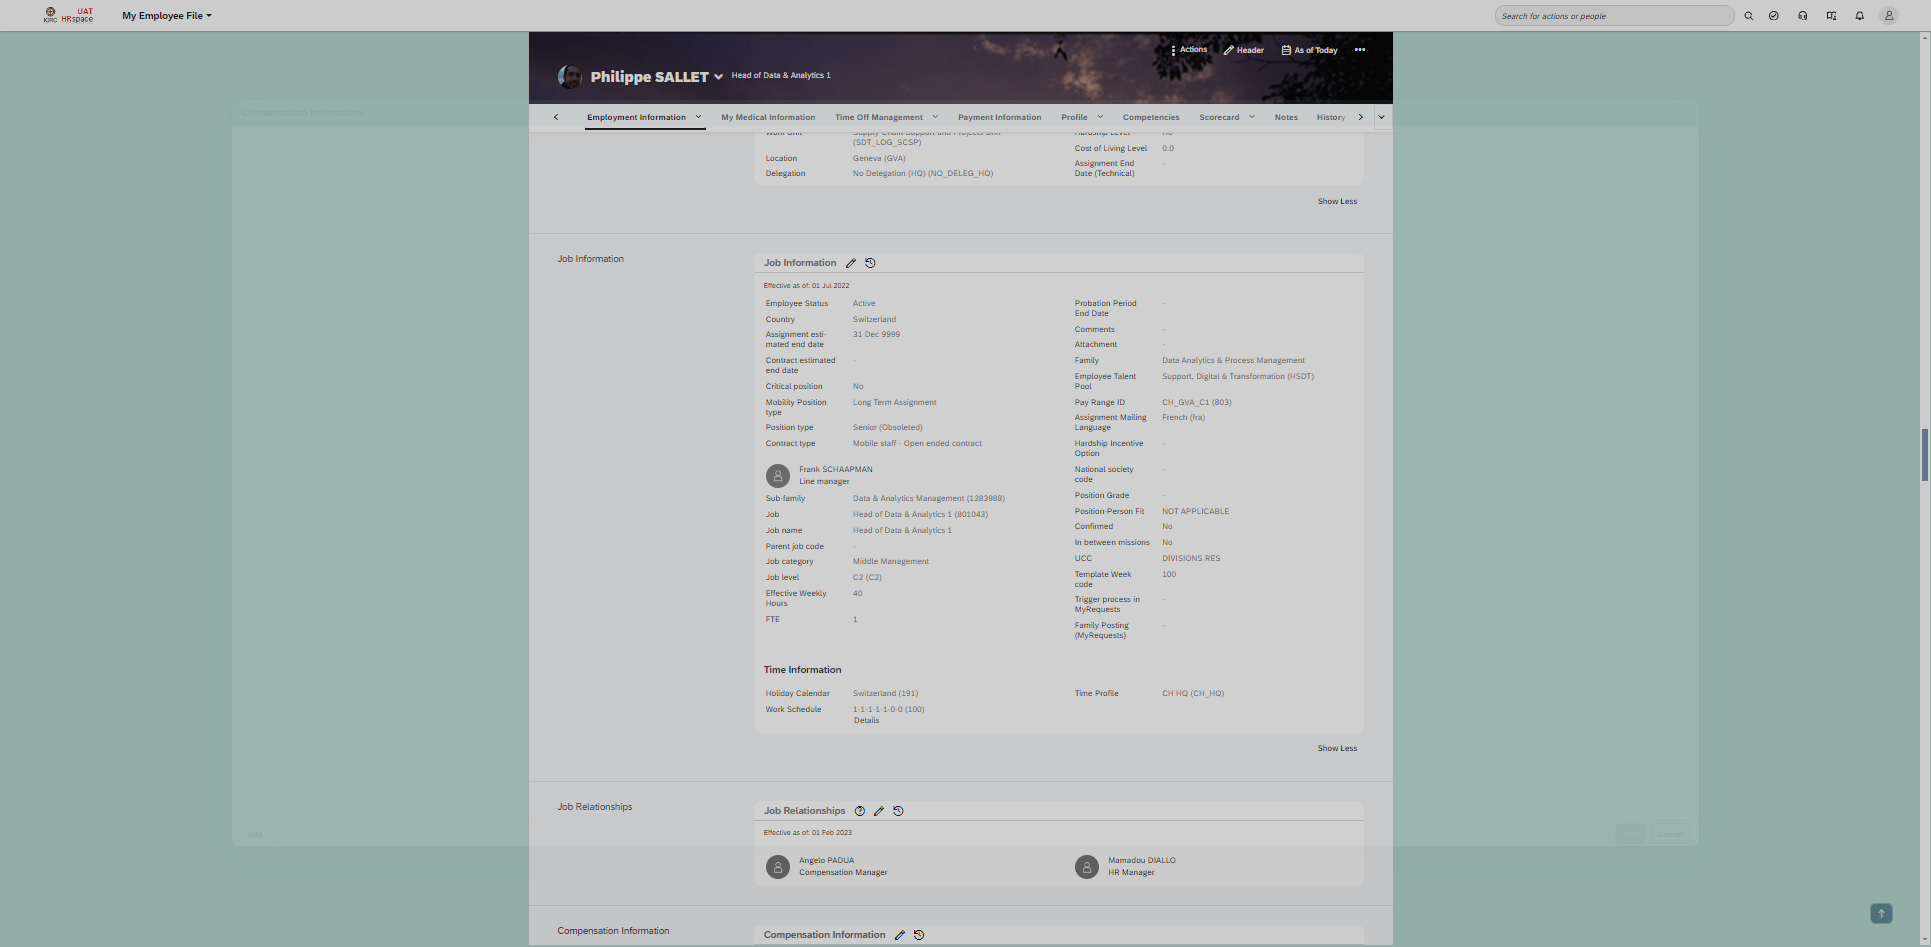 ICRC UAT HRspace
My Employee File
Search for actions or people
Actions
Header
As of Today
Philippe SALLET
Head of Data & Analytics 1
Employment Information
My Medical Information
Time Off Management
Payment Information
Profile
Competencies
Scorecard
Notes
History
Compensation Information
Work Unit Supply Chain Support and Projects Unit
(SDT_LOG_SCSP)
Location Geneva (GVA)
Delegation No Delegation (HQ) (NO_DELEG_HQ)
Hardship Level H0
Cost of Living Level 0.0
Assignment End -
Date (Technical)
Show Less
Job Information
Job Information
Effective as of: 01 Jul 2022
Employee Status Active
Country Switzerland
Assignment esti- 31 Dec 9999
mated end date
Contract estimated -
end date
Critical position No
Mobility Position Long Term Assignment
type
Position type Senior (Obsoleted)
Contract type Mobile staff - Open ended contract
Frank SCHAAPMAN
Line manager
Sub-family Data & Analytics Management (1283988)
Job Head of Data & Analytics 1 (801043)
Job name Head of Data & Analytics 1
Parent job code -
Job category Middle Management
Job level C2 (C2)
Effective Weekly 40
Hours
FTE 1
Probation Period -
End Date
Comments -
Attachment -
Family Data Analytics & Process Management
Employee Talent Support, Digital & Transformation (HSDT)
Pool
Pay Range ID CH_GVA_C1 (803)
Assignment Mailing French (fra)
Language
Hardship Incentive -
Option
National society -
code
Position Grade -
Position-Person Fit NOT APPLICABLE
Confirmed No
In between missions No
UCC DIVISIONS RES
Template Week 100
code
Trigger process in -
MyRequests
Family Posting -
(MyRequests)
Time Information
Holiday Calendar Switzerland (191)
Work Schedule 1-1-1-1-1-0-0 (100)
Details
Time Profile CH HQ (CH_HQ)
Show Less
Job Relationships
Job Relationships
Effective as of: 01 Feb 2023
Add
Cancel
Angelo PADUA
Compensation Manager
Mamadou DIALLO
HR Manager
Compensation Information
Compensation Information